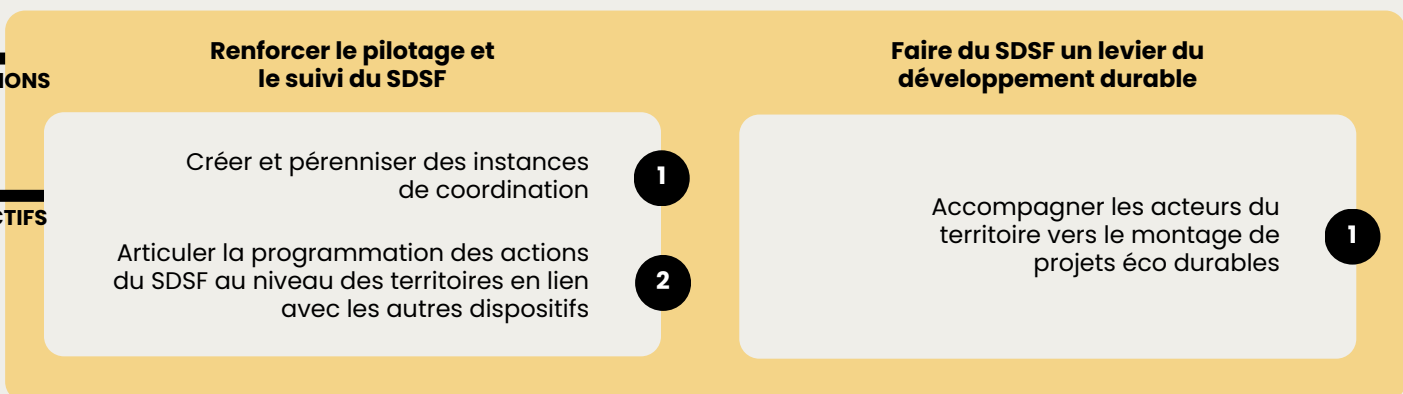 Renforcer le pilotage et
le suivi du SDSF
Créer et pérenniser des instances
de coordination
1
Articuler la programmation des actions
du SDSF au niveau des territoires en lien
avec les autres dispositifs
2
Faire du SDSF un levier du
développement durable
Accompagner les acteurs du
territoire vers le montage de
projets éco durables
1